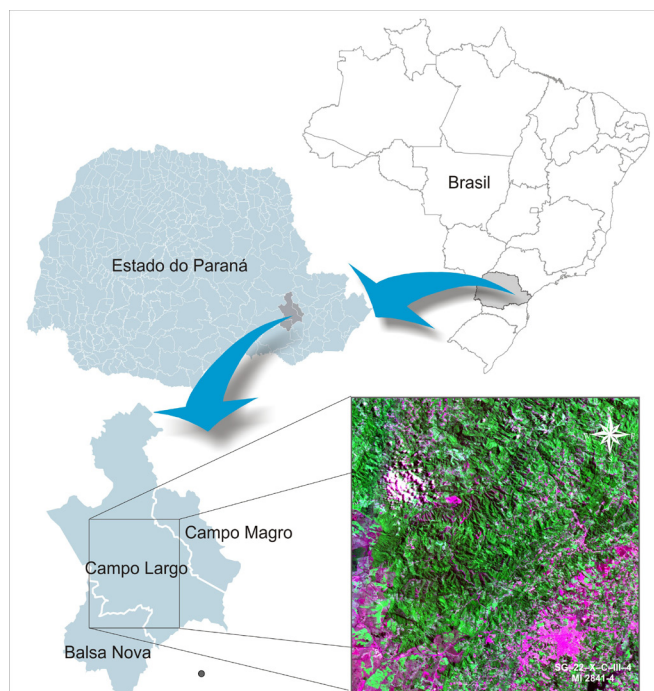 Brasil
Estado do Paraná
Campo Magro
Campo Largo
Balsa Nova
SG-22-X-C-III-4
MI 2841-4